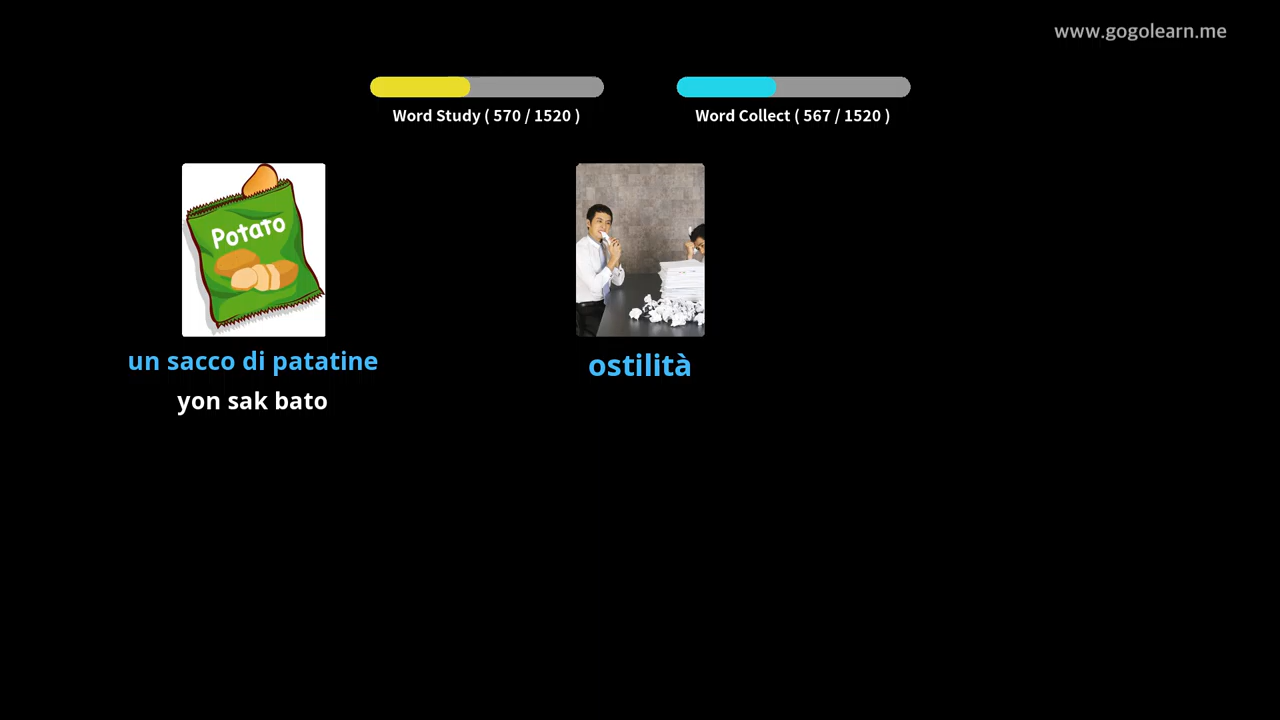 www.gogolearn.me
Word Study ( 570 / 1520 )
Word Collect ( 567 / 1520 )
Potato
un sacco di patatine
yon sak bato
ostilità